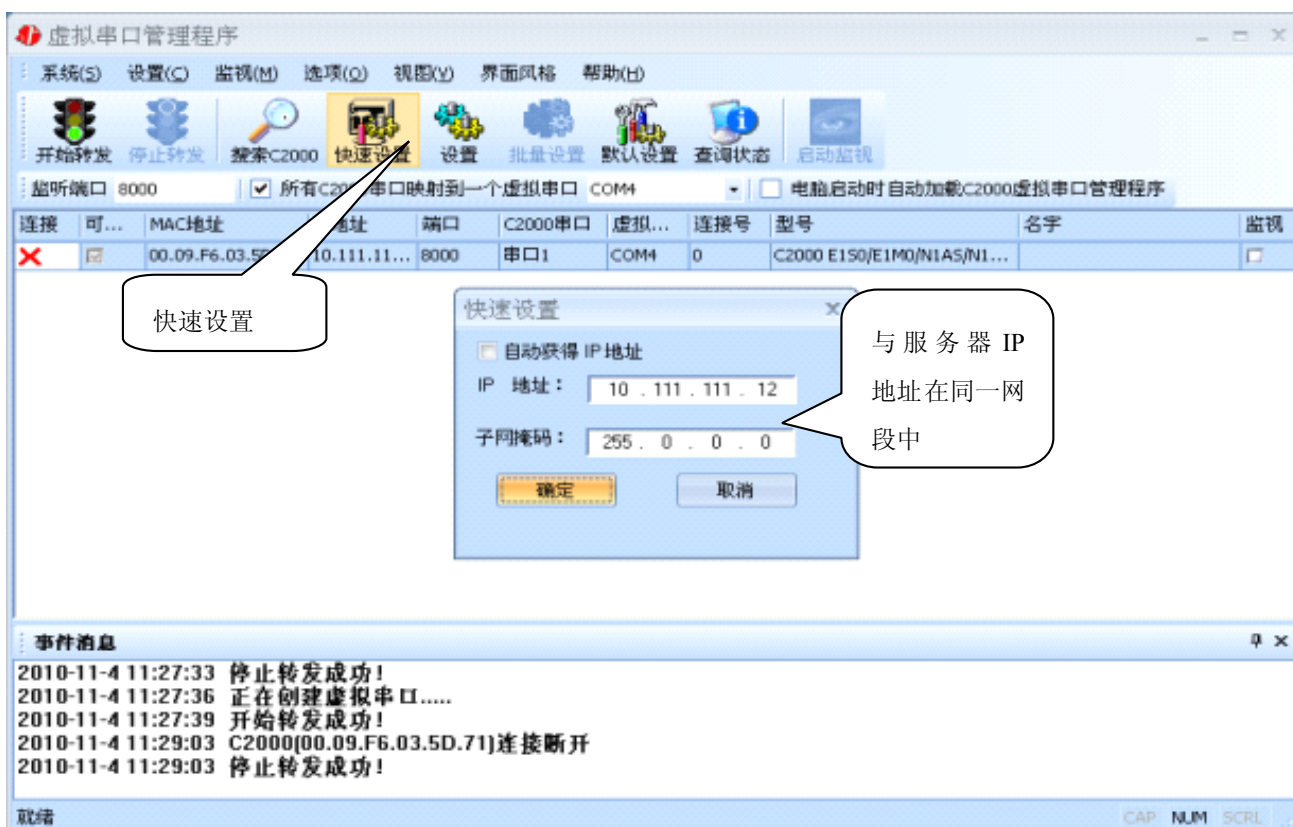 虚拟串口管理程序
系统(S) 设置(C) 监视(M) 选项(O) 视图(V) 界面风格 帮助(H)
开始转发 停止转发 搜索C2000 快速设置 设置 批量设置 默认设置 查询状态 启动监视
监听端口 8000 所有C2000串口映射到一个虚拟串口 COM4 电脑启动时自动加载C2000虚拟串口管理程序
连接 可... MAC地址 地址 端口 C2000串口 虚拟... 连接号 型号 名字 监视
00.09.F6.03.5D 10.111.11... 8000 串口1 COM4 0 C2000 E1S0/E1M0/N1AS/N1...
快速设置
快速设置
自动获得 IP 地址
IP 地址： 10 . 111 . 111 . 12
子网掩码： 255 . 0 . 0 . 0
确定 取消
与服务器 IP
地址在同一网
段中
事件消息
2010-11-4 11:27:33 停止转发成功!
2010-11-4 11:27:36 正在创建虚拟串口.....
2010-11-4 11:27:39 开始转发成功!
2010-11-4 11:29:03 C2000(00.09.F6.03.5D.71)连接断开
2010-11-4 11:29:03 停止转发成功!
就绪 CAP NUM SCRL